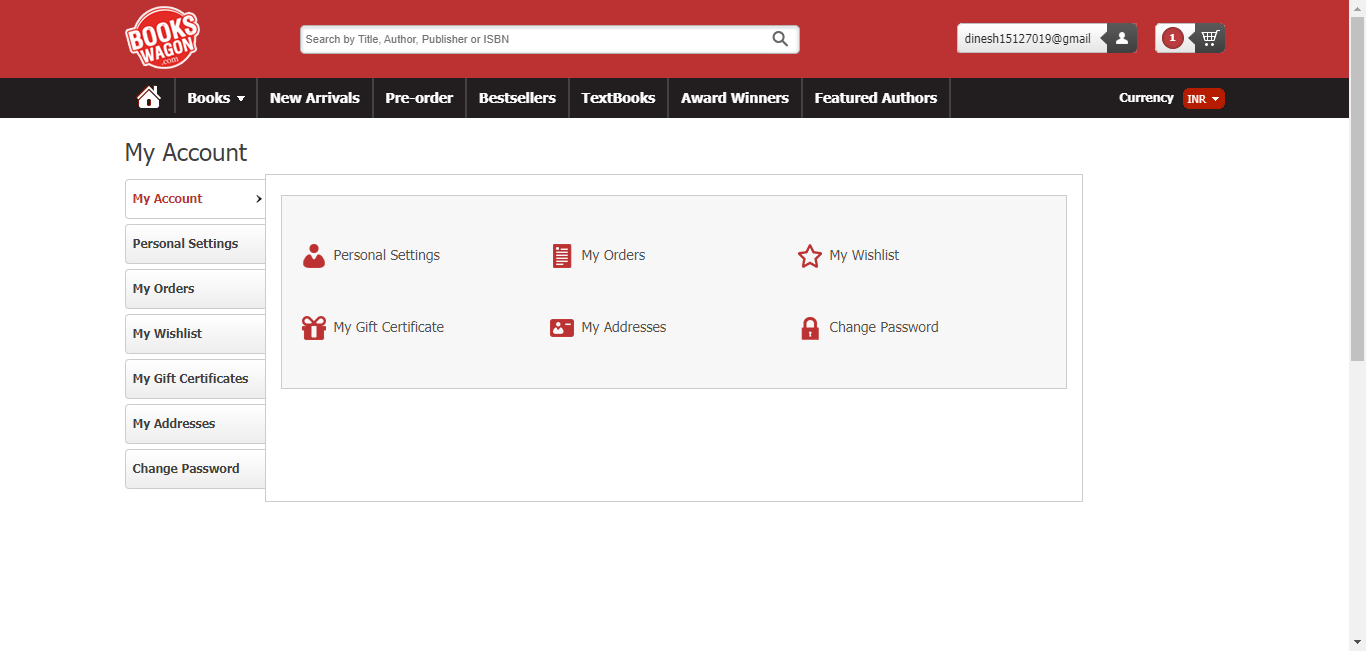 BOOKS
WAGON
.com
Search by Title, Author, Publisher or ISBN
dinesh15127019@gmail
1
Books
New Arrivals
Pre-order
Bestsellers
TextBooks
Award Winners
Featured Authors
Currency
INR
My Account
My Account
Personal Settings
My Orders
My Wishlist
My Gift Certificates
My Addresses
Change Password
Personal Settings
My Orders
My Wishlist
My Gift Certificate
My Addresses
Change Password